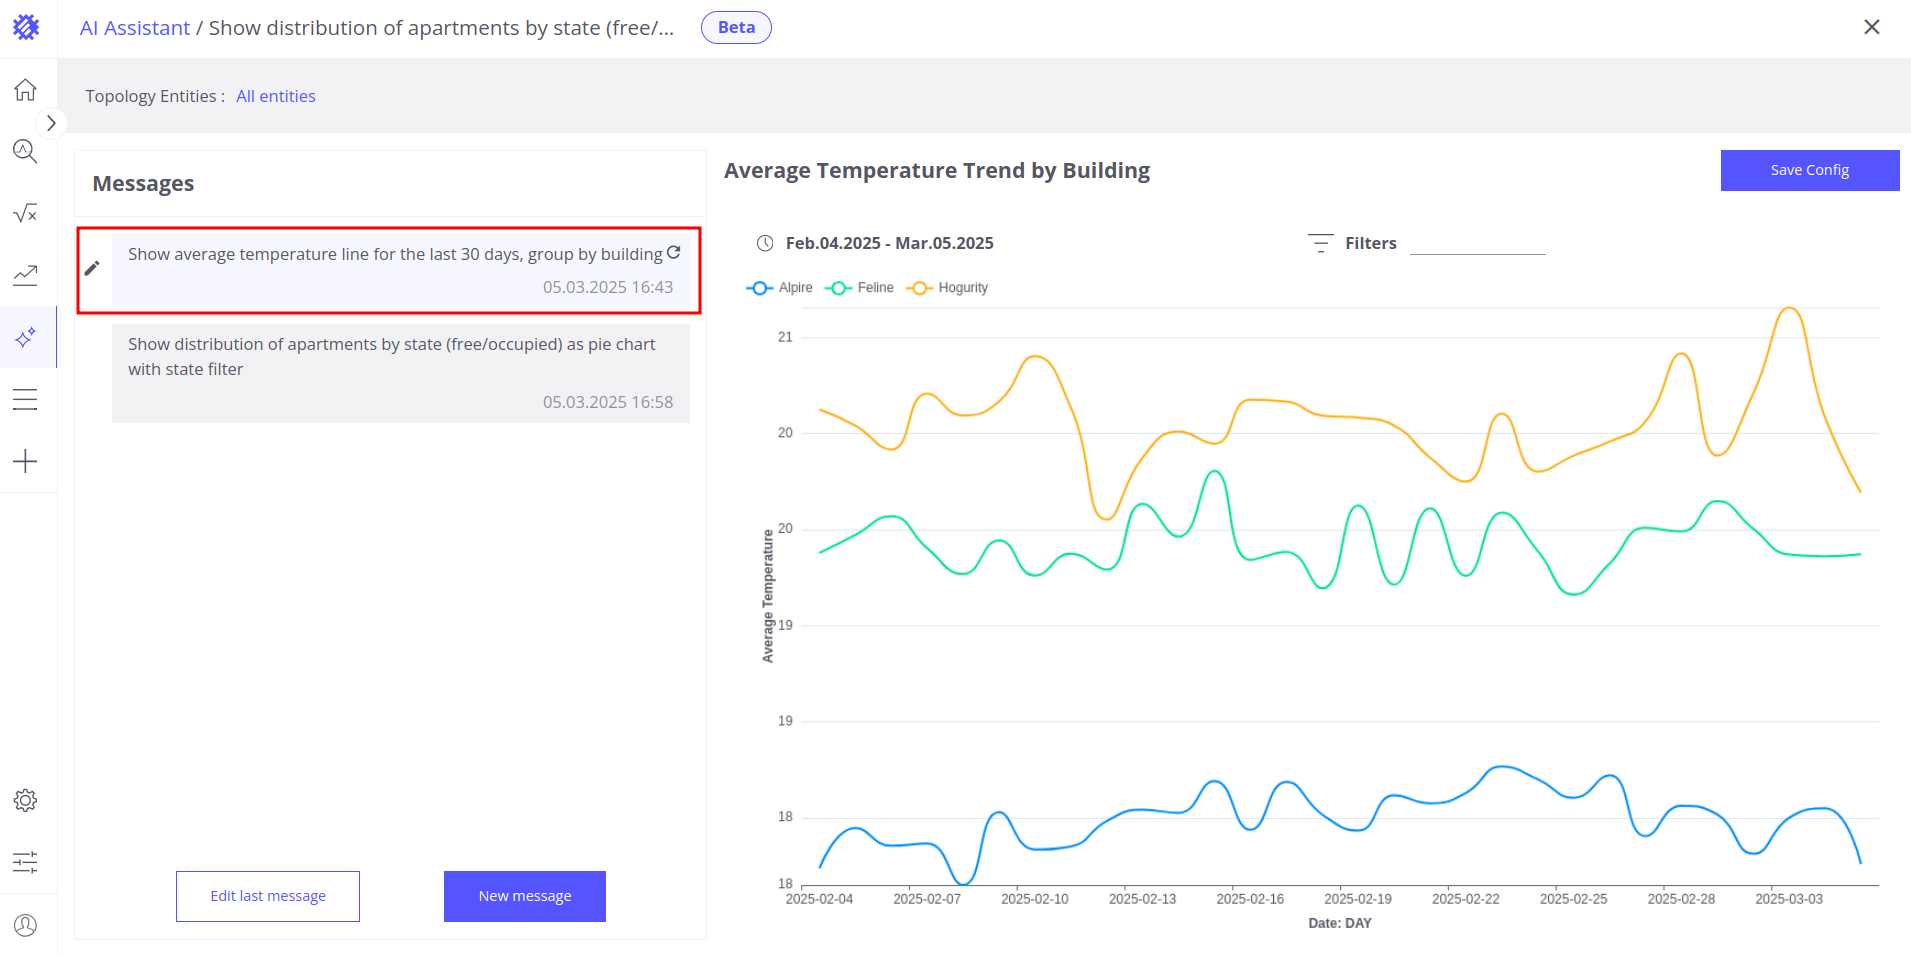 AI Assistant / Show distribution of apartments by state (free/...
Beta
Topology Entities : All entities
Messages
Show average temperature line for the last 30 days, group by building
05.03.2025 16:43
Show distribution of apartments by state (free/occupied) as pie chart
with state filter
05.03.2025 16:58
Edit last message
New message
Average Temperature Trend by Building
Save Config
Feb.04.2025 - Mar.05.2025
Filters
Alpire Feline Hogurity
21
20
20
19
19
18
18
Average Temperature
2025-02-04 2025-02-07 2025-02-10 2025-02-13 2025-02-16 2025-02-19 2025-02-22 2025-02-25 2025-02-28 2025-03-03
Date: DAY